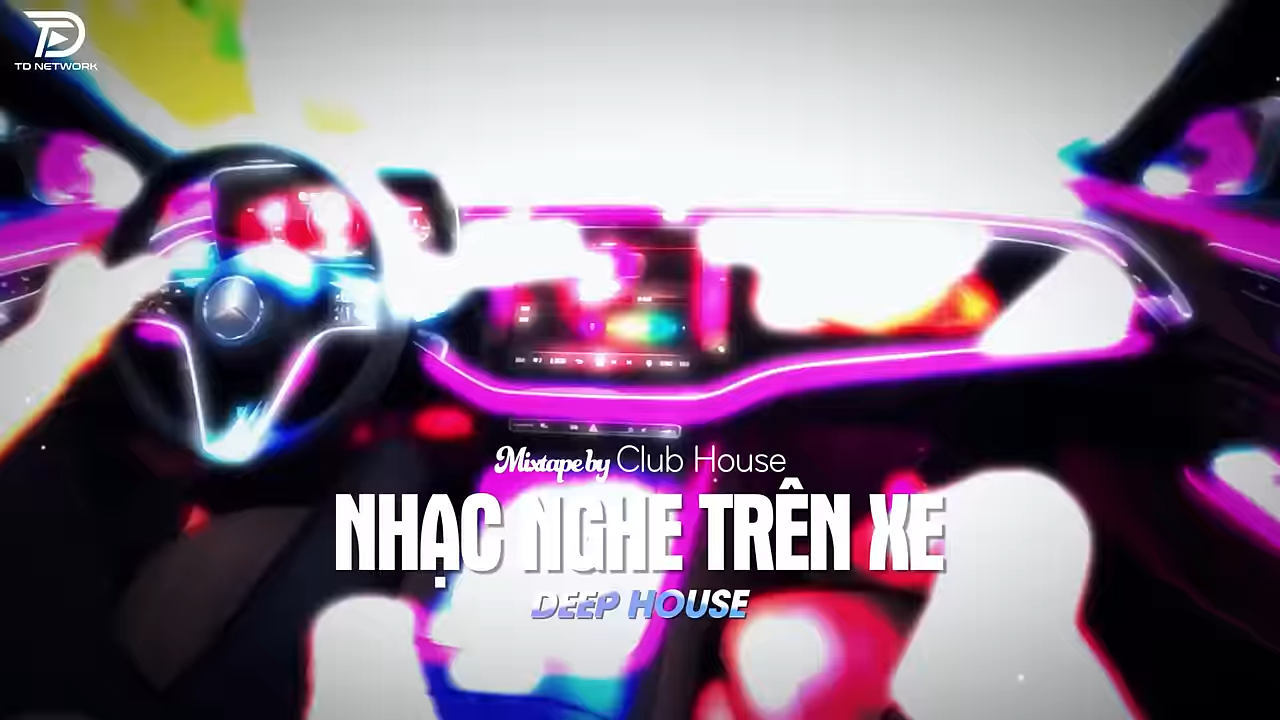 TD NETWORK
Mixtape by Club House
NHẠC NGHE TRÊN XE
DEEP HOUSE